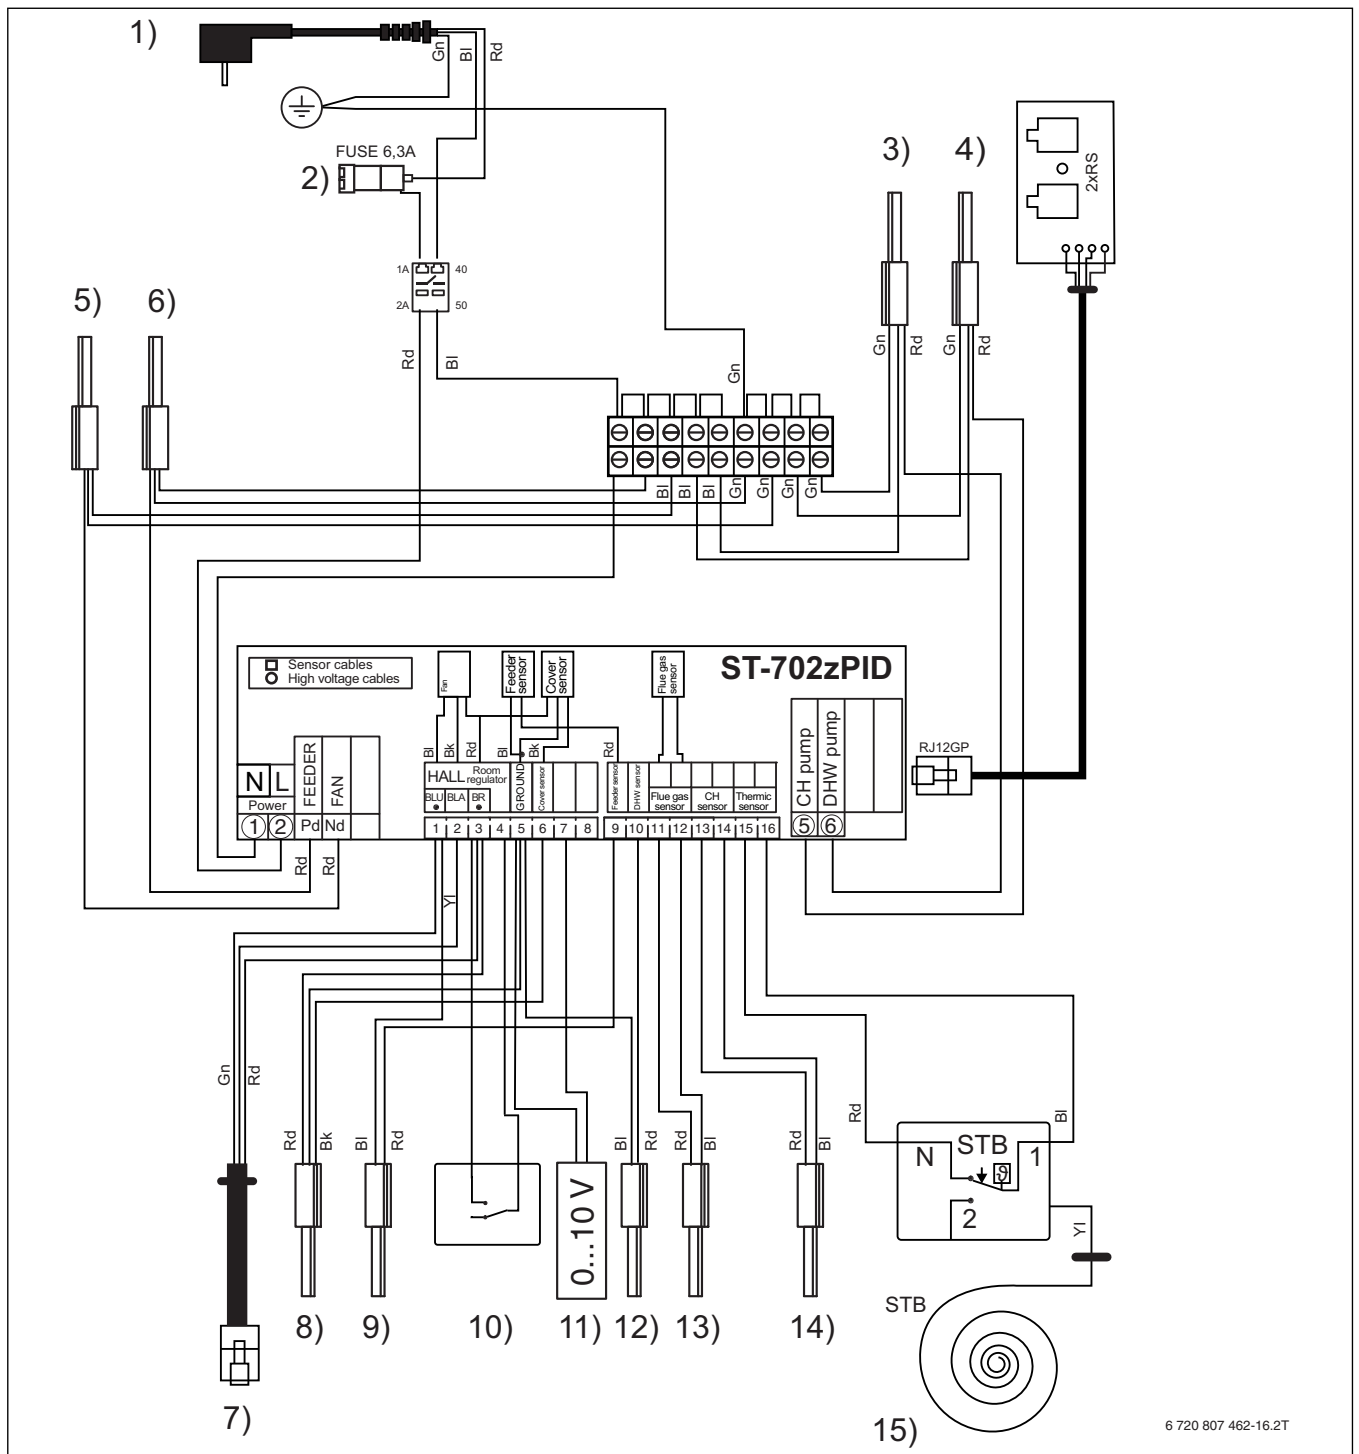 1)
Gn
Bl
Rd
FUSE 6,3A
2)
3)
4)
2xRS
1A
40
2A
50
5)
6)
Rd
Bl
Gn
Gn
Rd
Gn
Rd
Bl
Bl
Bl
Gn
Gn
Gn
Gn
Sensor cables
High voltage cables
Fan
Feeder
sensor
Cover
sensor
Flue gas
sensor
ST-702zPID
CH pump
DHW pump
5
6
RJ12GP
Bl
Bk
Rd
Bl
Bk
Rd
N L
Power
1 2
FEEDER
FAN
Pd Nd
HALL
Room
regulator
BLU BLA BR
GROUND
Cover sensor
Feeder sensor
DHW sensor
Flue gas
sensor
CH
sensor
Thermic
sensor
1 2 3 4 5 6 7 8
9 10 11 12 13 14 15 16
Rd
Rd
Yl
Gn
Rd
Rd
Bk
Bl
Rd
Bl
Rd
Rd
Bl
Rd
Bl
Rd
Bl
N
STB
1
ϑ
2
0...10 V
Yl
STB
7)
8)
9)
10)
11)
12)
13)
14)
15)
6 720 807 462-16.2T